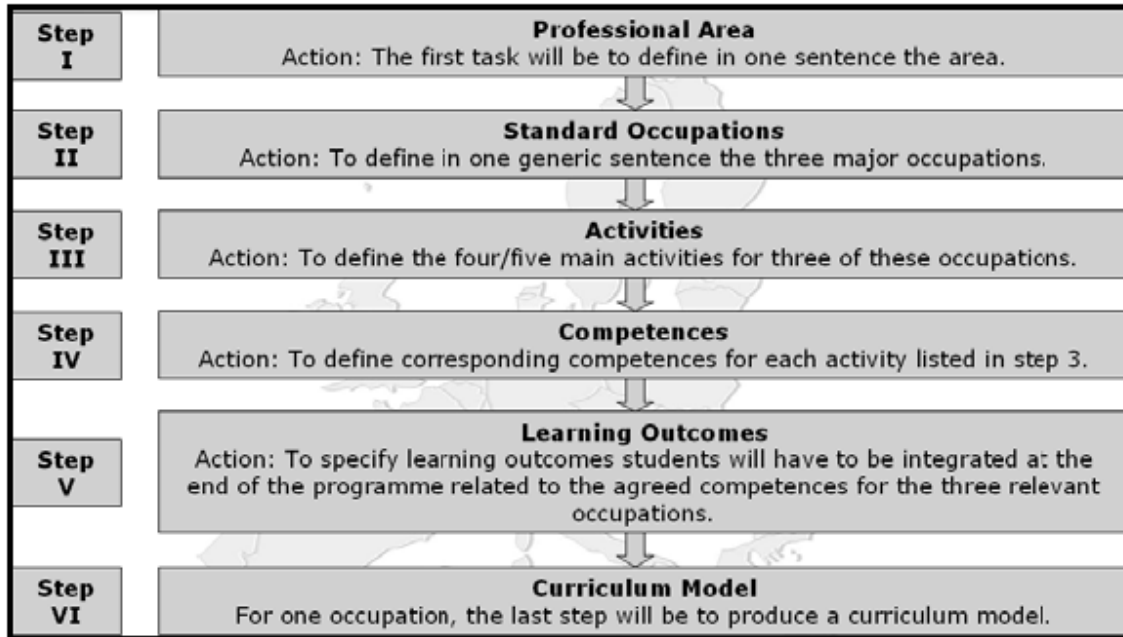 Step
I
Professional Area
Action: The first task will be to define in one sentence the area.
Step
II
Standard Occupations
Action: To define in one generic sentence the three major occupations.
Step
III
Activities
Action: To define the four/five main activities for three of these occupations.
Step
IV
Competences
Action: To define corresponding competences for each activity listed in step 3.
Step
V
Learning Outcomes
Action: To specify learning outcomes students will have to be integrated at the
end of the programme related to the agreed competences for the three relevant
occupations.
Step
VI
Curriculum Model
For one occupation, the last step will be to produce a curriculum model.